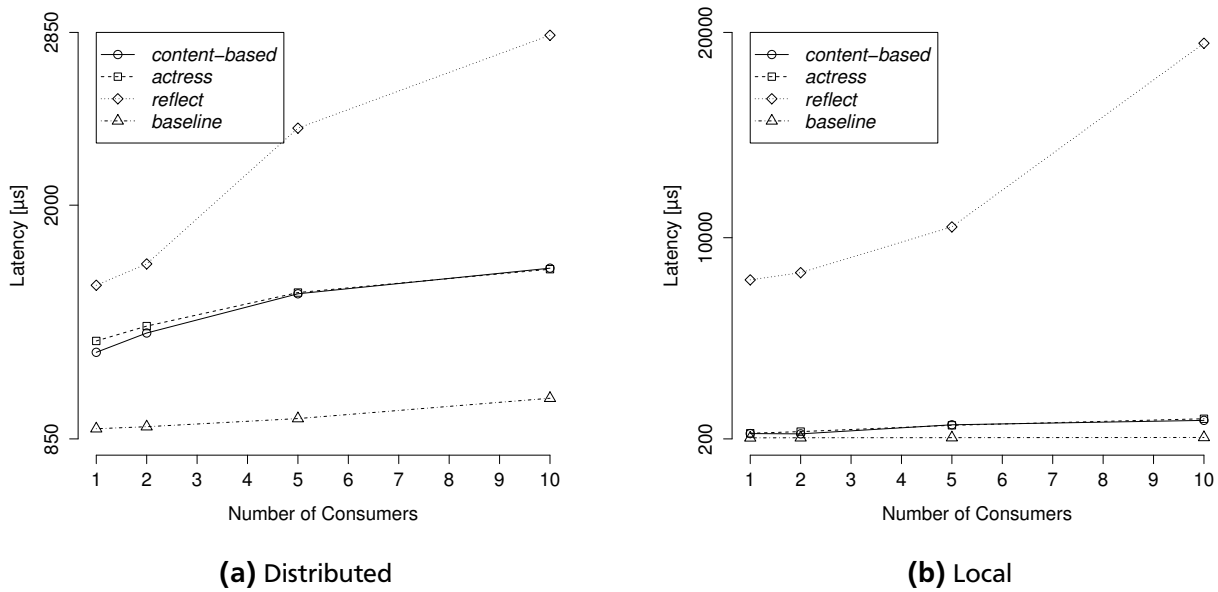 2850
2000
850
Latency [µs]
content−based
actress
reflect
baseline
1 2 3 4 5 6 7 8 9 10
Number of Consumers
(a) Distributed
20000
10000
200
Latency [µs]
content−based
actress
reflect
baseline
1 2 3 4 5 6 7 8 9 10
Number of Consumers
(b) Local